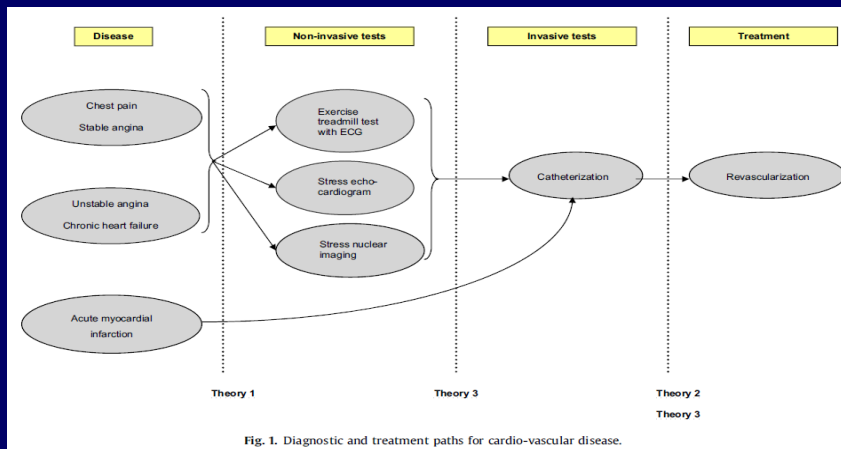 Disease
Non-invasive tests
Invasive tests
Treatment
Chest pain
Stable angina
Unstable angina
Chronic heart failure
Acute myocardial
infarction
Exercise
treadmill test
with ECG
Stress echo-
cardiogram
Stress nuclear
imaging
Catheterization
Revascularization
Theory 1
Theory 3
Theory 2
Theory 3
Fig. 1. Diagnostic and treatment paths for cardio-vascular disease.